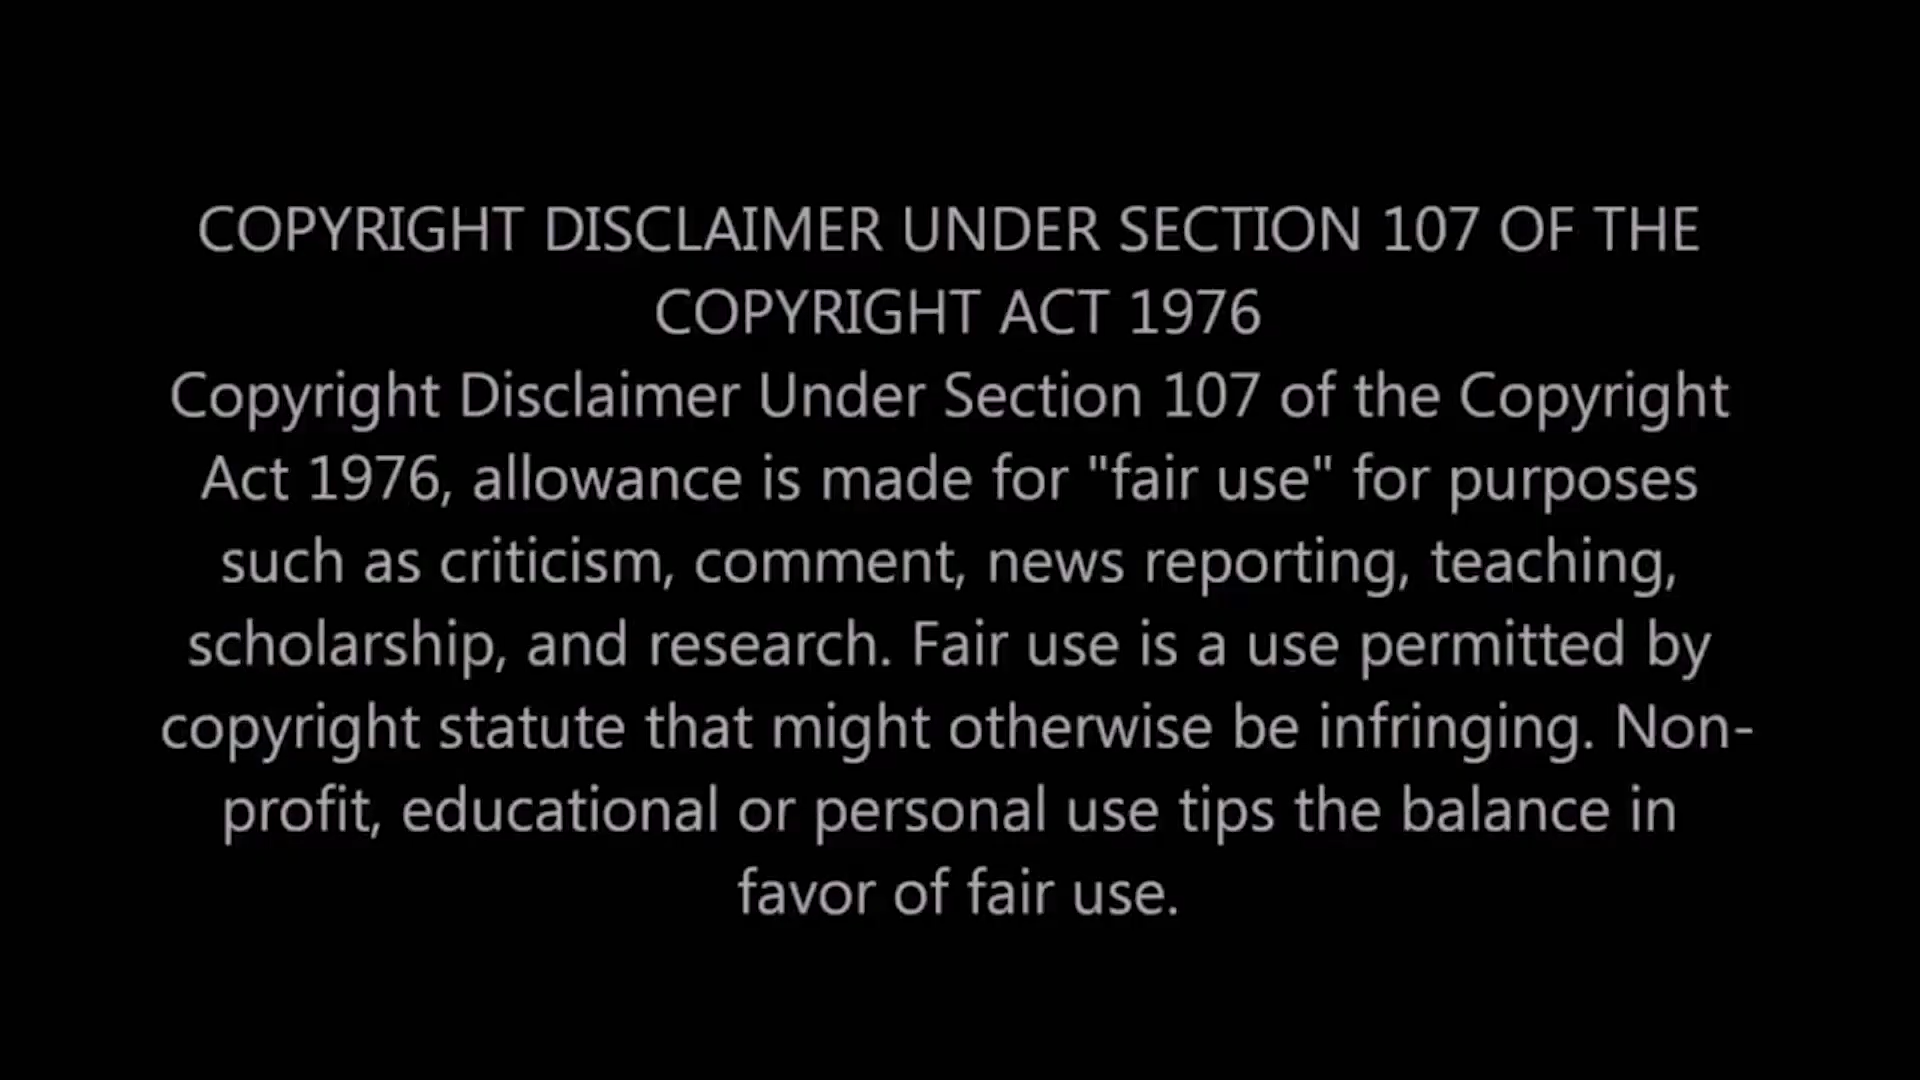 COPYRIGHT DISCLAIMER UNDER SECTION 107 OF THE
COPYRIGHT ACT 1976
Copyright Disclaimer Under Section 107 of the Copyright
Act 1976, allowance is made for "fair use" for purposes
such as criticism, comment, news reporting, teaching,
scholarship, and research. Fair use is a use permitted by
copyright statute that might otherwise be infringing. Non-
profit, educational or personal use tips the balance in
favor of fair use.